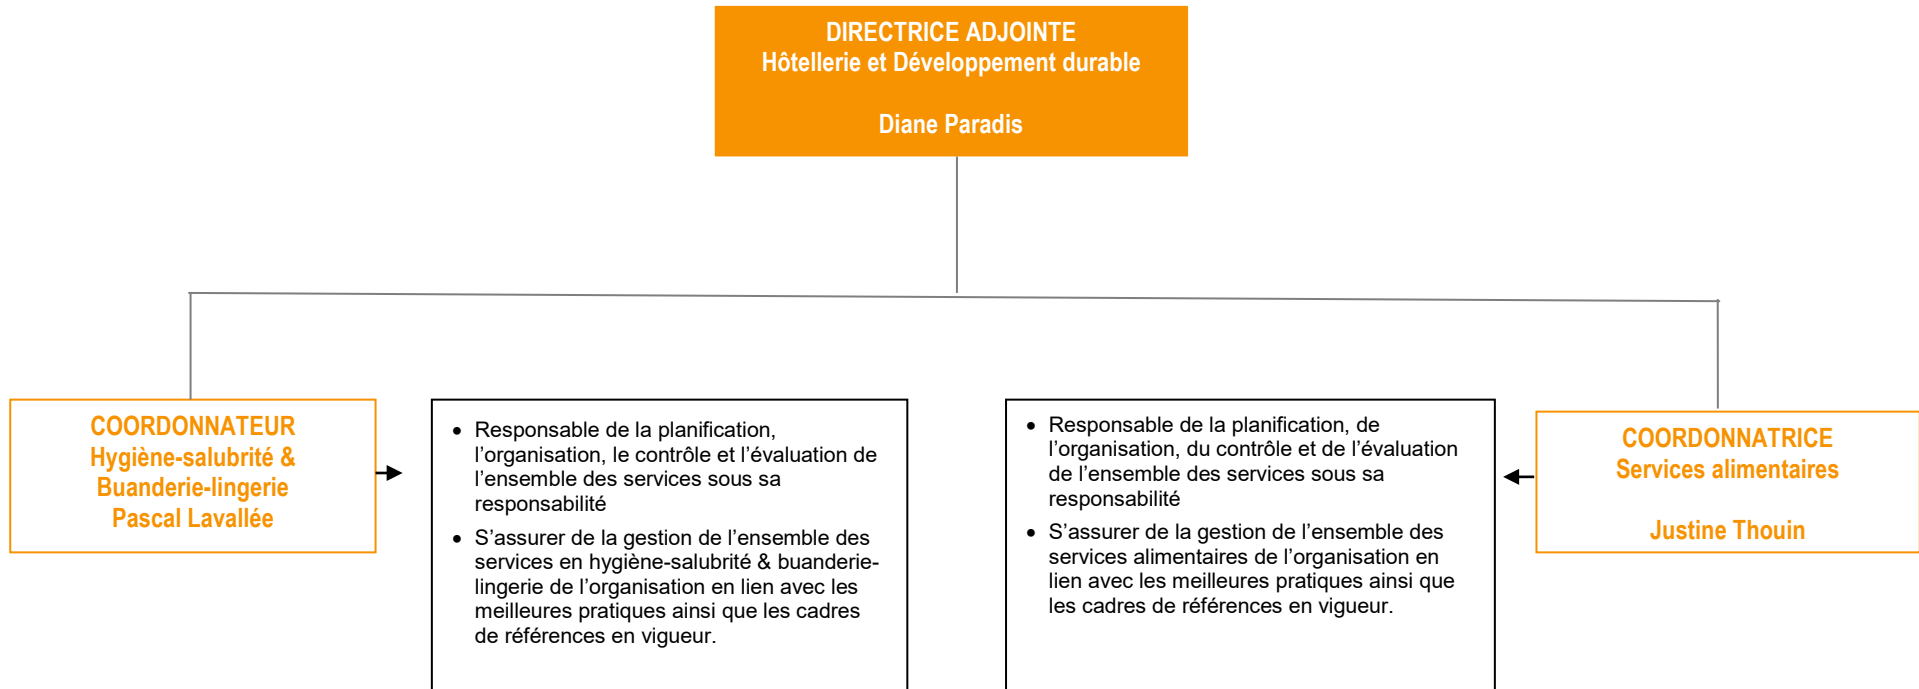 DIRECTRICE ADJOINTE
Hôtellerie et Développement durable
Diane Paradis
COORDONNATEUR
Hygiène-salubrité &
Buanderie-lingerie
Pascal Lavallée
• Responsable de la planification,
l’organisation, le contrôle et l’évaluation de
l’ensemble des services sous sa
responsabilité
• S’assurer de la gestion de l’ensemble des
services en hygiène-salubrité & buanderie-
lingerie de l’organisation en lien avec les
meilleures pratiques ainsi que les cadres
de références en vigueur.
• Responsable de la planification, de
l’organisation, du contrôle et de l’évaluation
de l’ensemble des services sous sa
responsabilité
• S’assurer de la gestion de l’ensemble des
services alimentaires de l’organisation en
lien avec les meilleures pratiques ainsi que
les cadres de références en vigueur.
COORDONNATRICE
Services alimentaires
Justine Thouin